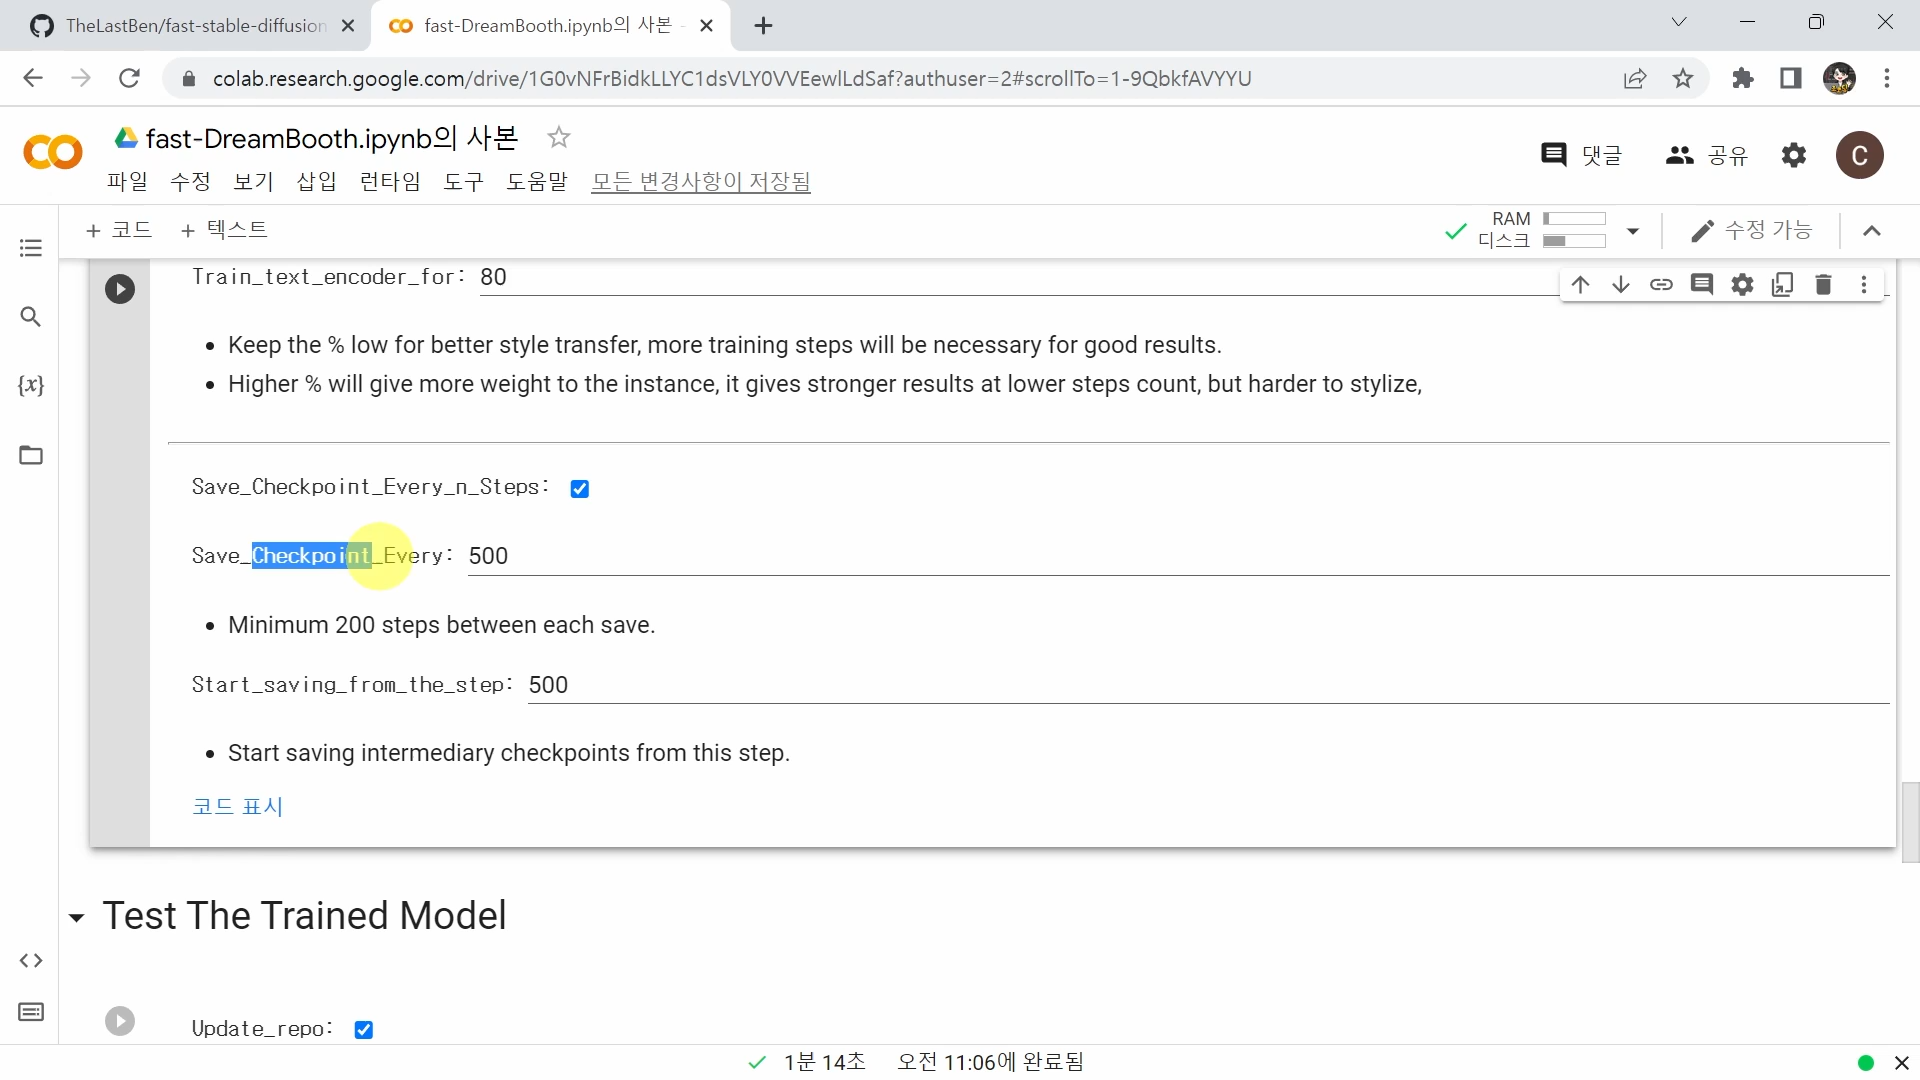 TheLastBen/fast-stable-diffusion
fast-DreamBooth.ipynb의 사본
colab.research.google.com/drive/1G0vNFrBidkLLYC1dsVLY0VVEewlLdSaf?authuser=2#scrollTo=1-9QbkfAVYYU
fast-DreamBooth.ipynb의 사본
댓글
공유
C
파일 수정 보기 삽입 런타임 도구 도움말 모든 변경사항이 저장됨
+ 코드 + 텍스트
RAM
디스크
수정 가능
Train_text_encoder_for: 80
• Keep the % low for better style transfer, more training steps will be necessary for good results.
• Higher % will give more weight to the instance, it gives stronger results at lower steps count, but harder to stylize,
Save_Checkpoint_Every_n_Steps:
Save_Checkpoint_Every: 500
• Minimum 200 steps between each save.
Start_saving_from_the_step: 500
• Start saving intermediary checkpoints from this step.
코드 표시
Test The Trained Model
Update_repo:
1분 14초 오전 11:06에 완료됨